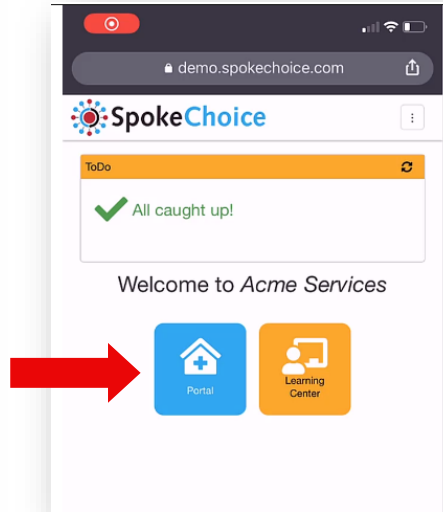 demo.spokechoice.com
SpokeChoice
ToDo
All caught up!
Welcome to Acme Services
Portal
Learning
Center